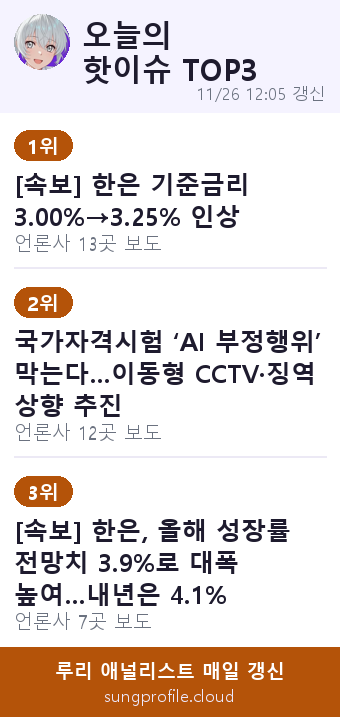 오늘의
핫이슈 TOP3
11/26 12:05 갱신
1위
[속보] 한은 기준금리
3.00%→3.25% 인상
언론사 13곳 보도
2위
국가자격시험 ‘AI 부정행위’
막는다…이동형 CCTV·징역
상향 추진
언론사 12곳 보도
3위
[속보] 한은, 올해 성장률
전망치 3.9%로 대폭
높여…내년은 4.1%
언론사 7곳 보도
루리 애널리스트 매일 갱신
sungprofile.cloud